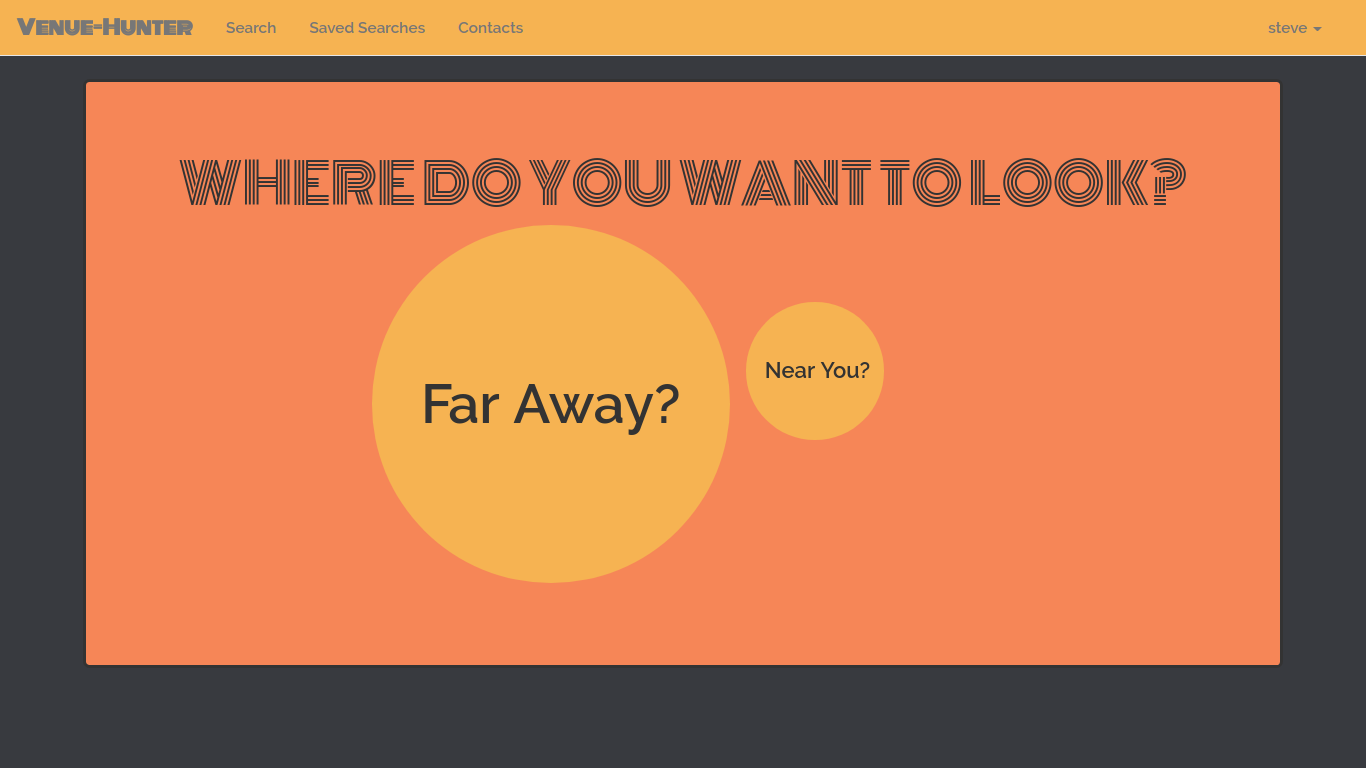 Venue-Hunter Search Saved Searches Contacts steve
WHERE DO YOU WANT TO LOOK?
Far Away? Near You?